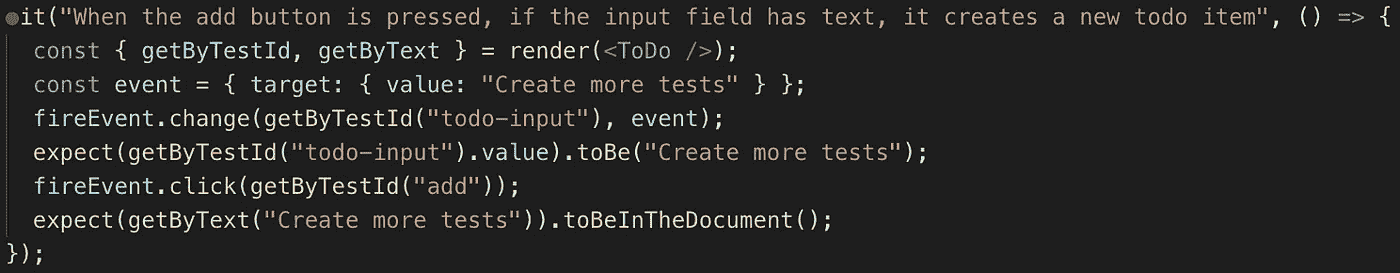 it("When the add button is pressed, if the input field has text, it creates a new todo item", () => {
  const { getByTestId, getByText } = render(<ToDo />);
  const event = { target: { value: "Create more tests" } };
  fireEvent.change(getByTestId("todo-input"), event);
  expect(getByTestId("todo-input").value).toBe("Create more tests");
  fireEvent.click(getByTestId("add"));
  expect(getByText("Create more tests")).toBeInTheDocument();
});